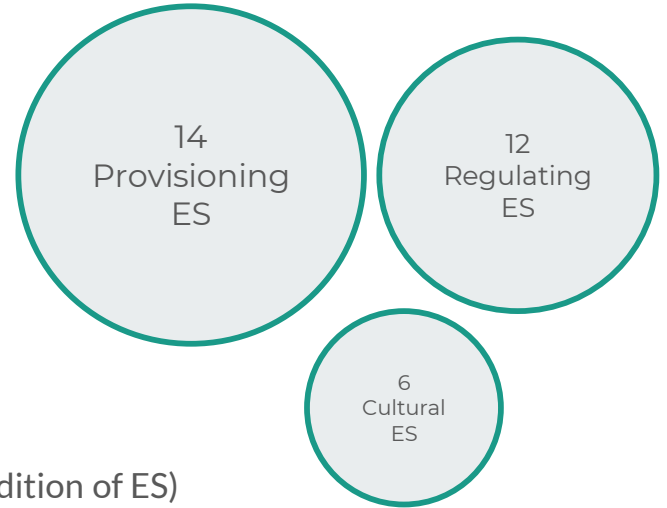 14
Provisioning
ES
12
Regulating
ES
6
Cultural
ES
dition of ES)